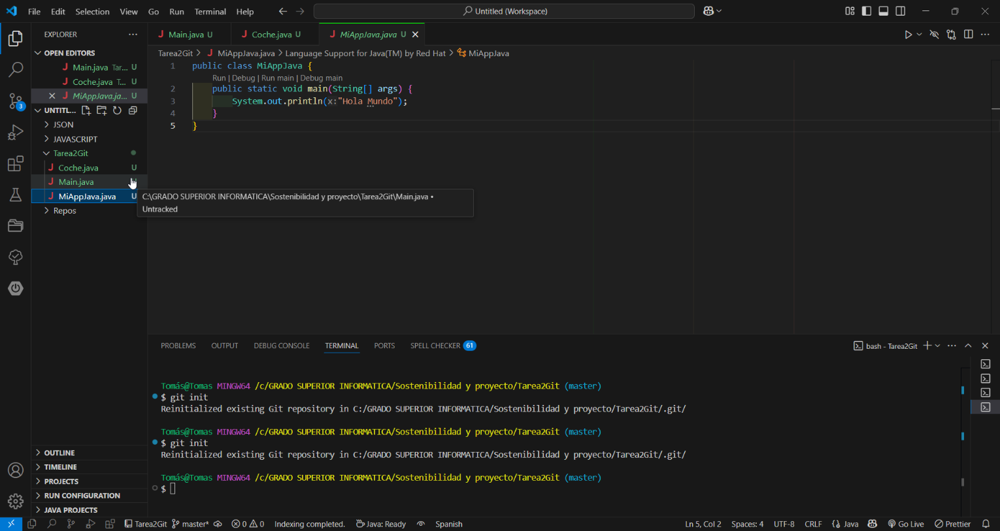 File Edit Selection View Go Run Terminal Help
Untitled (Workspace)
EXPLORER
OPEN EDITORS
Main.java Tar... U
Coche.java T... U
MiAppJava.ja... U
UNTITL...
JSON
JAVASCRIPT
Tarea2Git
Coche.java U
Main.java
MiAppJava.java U
Repos
OUTLINE
TIMELINE
PROJECTS
RUN CONFIGURATION
JAVA PROJECTS
3
Main.java U
Coche.java U
MiAppJava.java U
Tarea2Git > MiAppJava.java > Language Support for Java(TM) by Red Hat > MiAppJava
1 public class MiAppJava {
Run | Debug | Run main | Debug main
2 public static void main(String[] args) {
3 System.out.println(x:"Hola Mundo");
4 }
5 }
C:\GRADO SUPERIOR INFORMATICA\Sostenibilidad y proyecto\Tarea2Git\Main.java •
Untracked
PROBLEMS OUTPUT DEBUG CONSOLE TERMINAL PORTS SPELL CHECKER 61
bash - Tarea2Git
Tomás@Tomas MINGW64 /c/GRADO SUPERIOR INFORMATICA/Sostenibilidad y proyecto/Tarea2Git (master)
$ git init
Reinitialized existing Git repository in C:/GRADO SUPERIOR INFORMATICA/Sostenibilidad y proyecto/Tarea2Git/.git/
Tomás@Tomas MINGW64 /c/GRADO SUPERIOR INFORMATICA/Sostenibilidad y proyecto/Tarea2Git (master)
$ git init
Reinitialized existing Git repository in C:/GRADO SUPERIOR INFORMATICA/Sostenibilidad y proyecto/Tarea2Git/.git/
Tomás@Tomas MINGW64 /c/GRADO SUPERIOR INFORMATICA/Sostenibilidad y proyecto/Tarea2Git (master)
$
Tarea2Git master* 0 0 Indexing completed. Java: Ready Spanish Ln 5, Col 2 Spaces: 4 UTF-8 CRLF {} Java Go Live Prettier